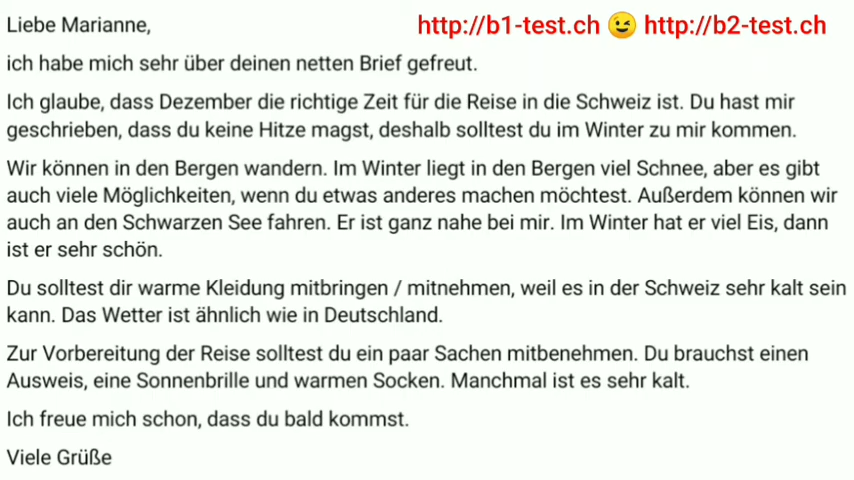 Liebe Marianne,
http://b1-test.ch 😉 http://b2-test.ch
ich habe mich sehr über deinen netten Brief gefreut.
Ich glaube, dass Dezember die richtige Zeit für die Reise in die Schweiz ist. Du hast mir
geschrieben, dass du keine Hitze magst, deshalb solltest du im Winter zu mir kommen.
Wir können in den Bergen wandern. Im Winter liegt in den Bergen viel Schnee, aber es gibt
auch viele Möglichkeiten, wenn du etwas anderes machen möchtest. Außerdem können wir
auch an den Schwarzen See fahren. Er ist ganz nahe bei mir. Im Winter hat er viel Eis, dann
ist er sehr schön.
Du solltest dir warme Kleidung mitbringen / mitnehmen, weil es in der Schweiz sehr kalt sein
kann. Das Wetter ist ähnlich wie in Deutschland.
Zur Vorbereitung der Reise solltest du ein paar Sachen mitbenehmen. Du brauchst einen
Ausweis, eine Sonnenbrille und warmen Socken. Manchmal ist es sehr kalt.
Ich freue mich schon, dass du bald kommst.
Viele Grüße